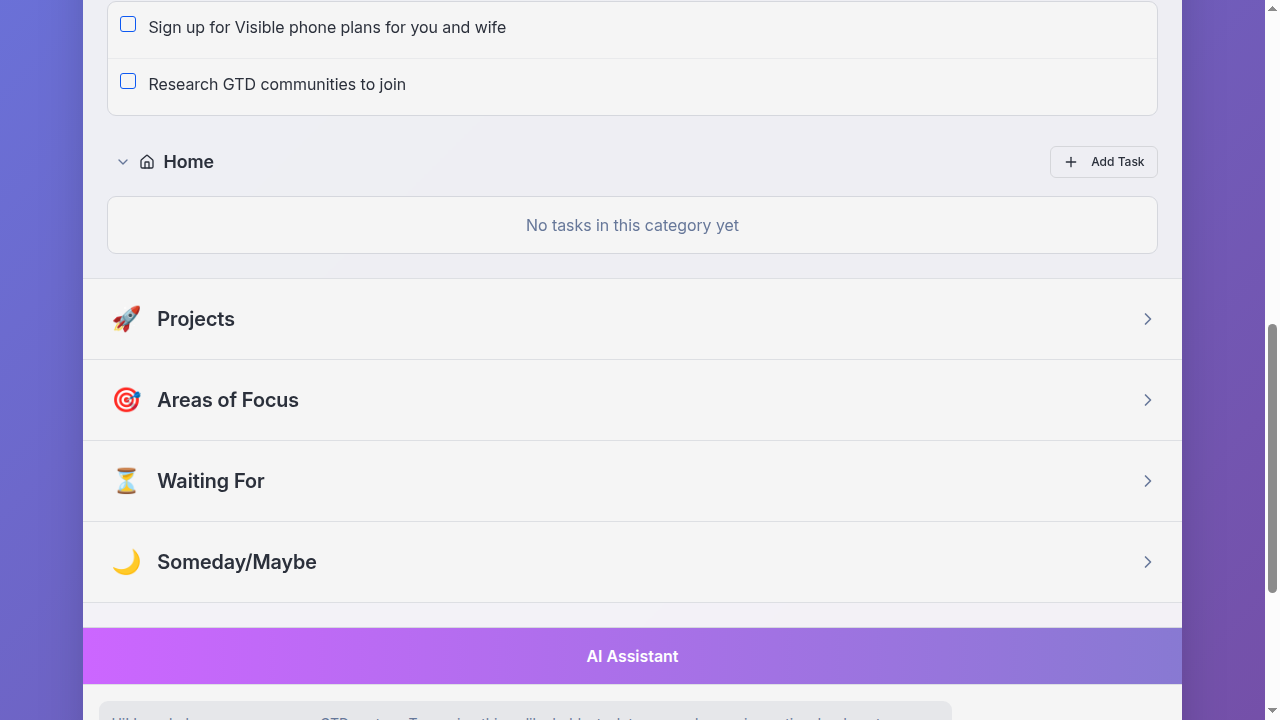 Sign up for Visible phone plans for you and wife
Research GTD communities to join
Home
Add Task
No tasks in this category yet
Projects
Areas of Focus
Waiting For
Someday/Maybe
AI Assistant